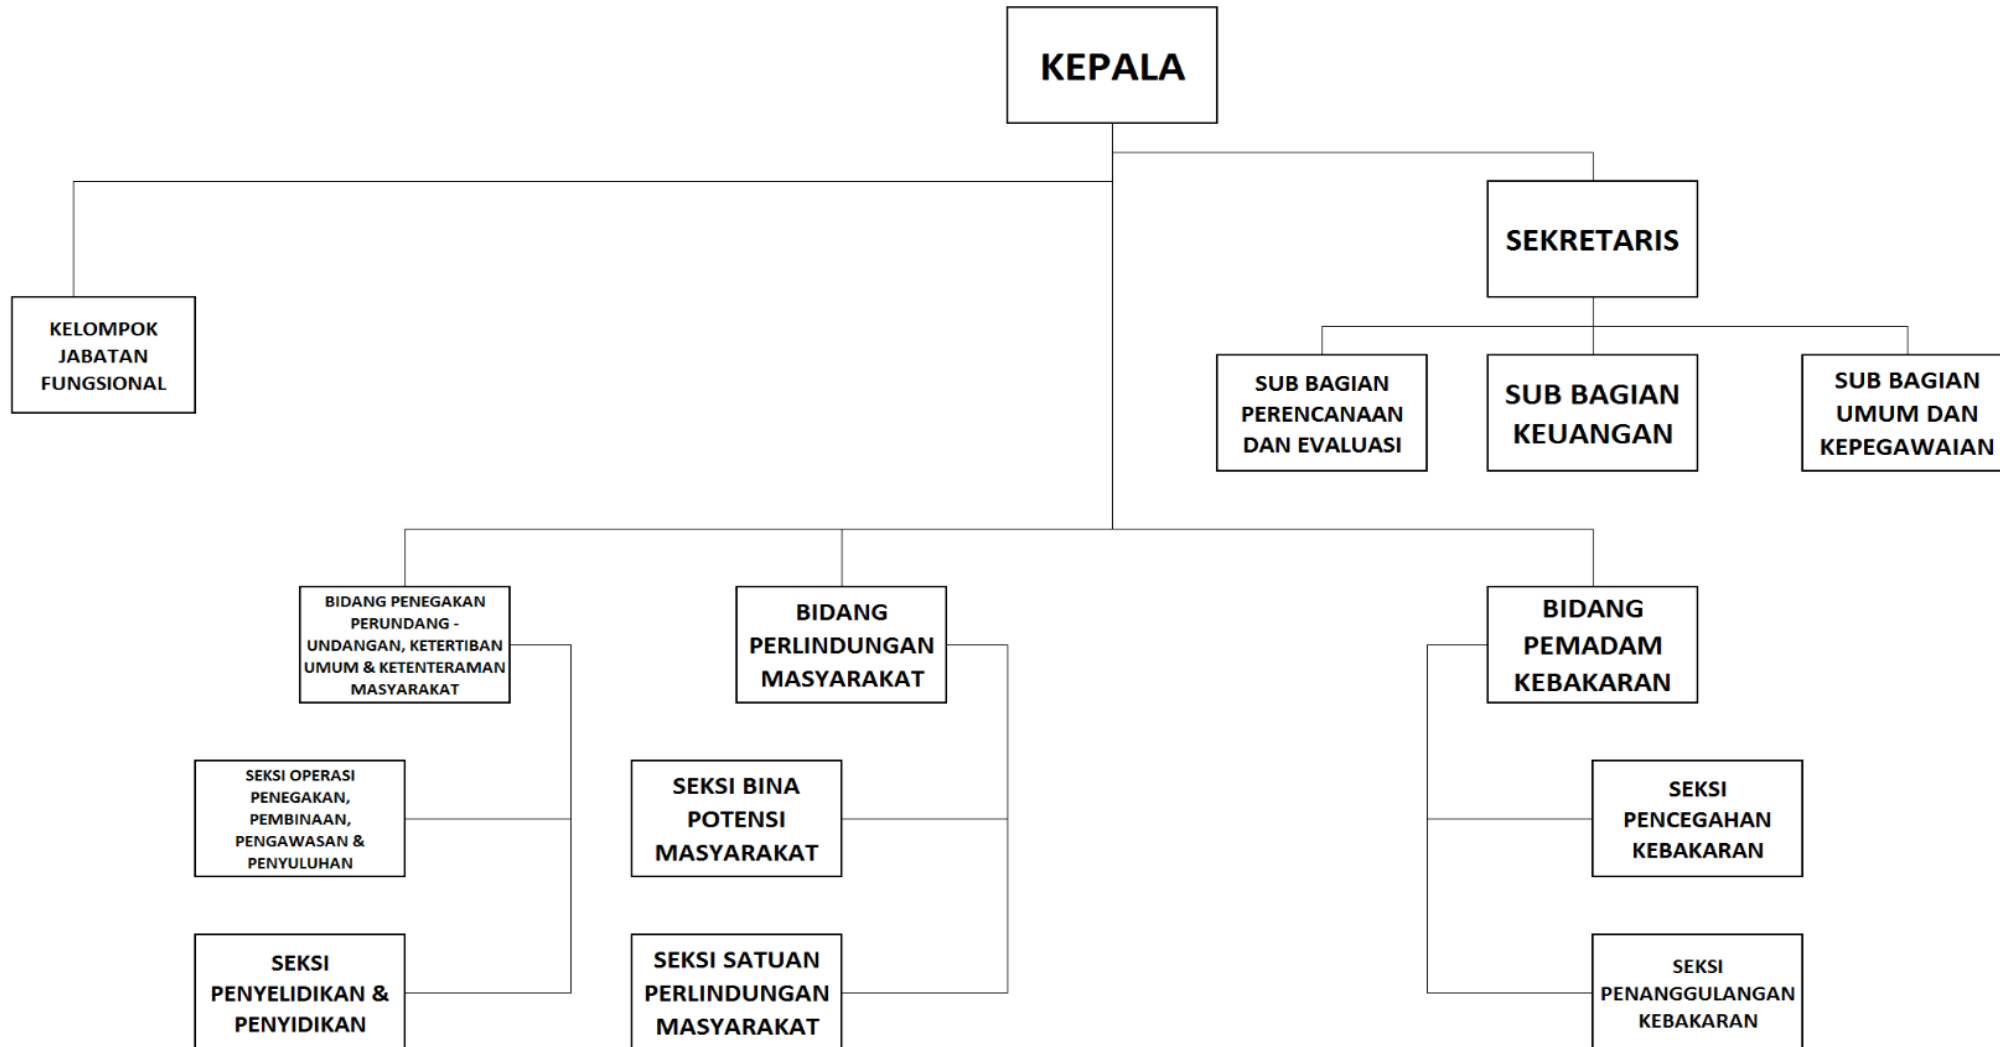 KEPALA
SEKRETARIS
KELOMPOK
JABATAN
FUNGSIONAL
SUB BAGIAN
PERENCANAAN
DAN EVALUASI
SUB BAGIAN
KEUANGAN
SUB BAGIAN
UMUM DAN
KEPEGAWAIAN
BIDANG PENEGAKAN
PERUNDANG -
UNDANGAN, KETERTIBAN
UMUM & KETENTERAMAN
MASYARAKAT
BIDANG
PERLINDUNGAN
MASYARAKAT
BIDANG
PEMADAM
KEBAKARAN
SEKSI OPERASI
PENEGAKAN,
PEMBINAAN,
PENGAWASAN &
PENYULUHAN
SEKSI BINA
POTENSI
MASYARAKAT
SEKSI
PENCEGAHAN
KEBAKARAN
SEKSI
PENYELIDIKAN &
PENYIDIKAN
SEKSI SATUAN
PERLINDUNGAN
MASYARAKAT
SEKSI
PENANGGULANGAN
KEBAKARAN